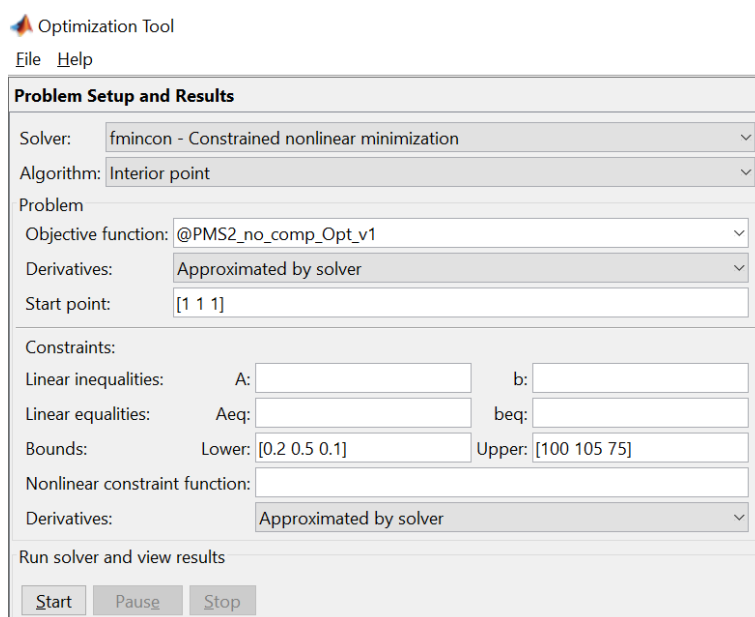 Optimization Tool
File Help
Problem Setup and Results
Solver: fmincon - Constrained nonlinear minimization
Algorithm: Interior point
Problem
Objective function: @PMS2_no_comp_Opt_v1
Derivatives: Approximated by solver
Start point: [1 1 1]
Constraints:
Linear inequalities: A: b:
Linear equalities: Aeq: beq:
Bounds: Lower: [0.2 0.5 0.1] Upper: [100 105 75]
Nonlinear constraint function:
Derivatives: Approximated by solver
Run solver and view results
Start Pause Stop